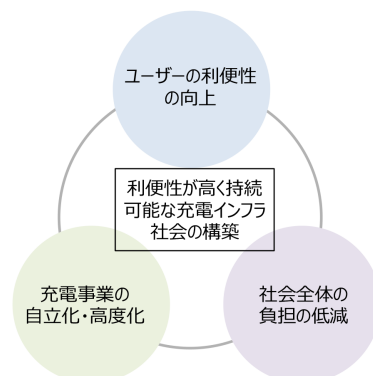 ユーザーの利便性
の向上
利便性が高く持続
可能な充電インフラ
社会の構築
充電事業の
自立化・高度化
社会全体の
負担の低減